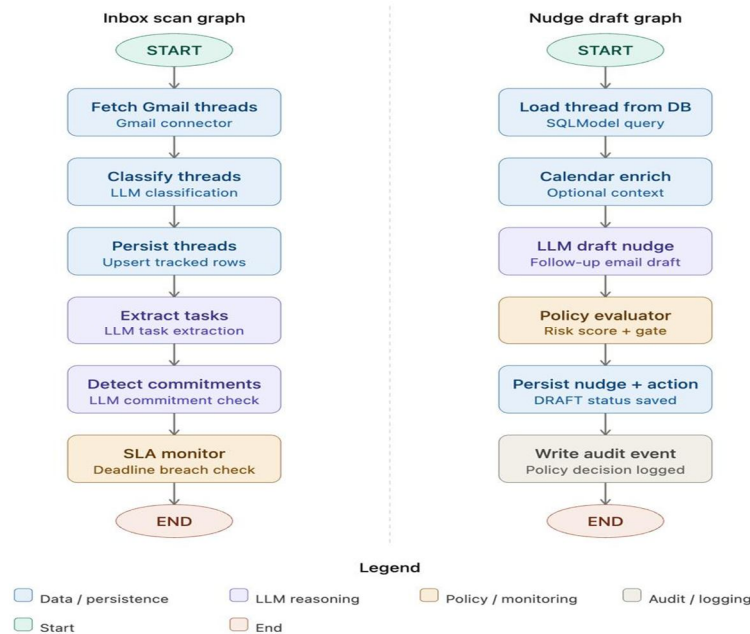 Inbox scan graph
START
Fetch Gmail threads
Gmail connector
Classify threads
LLM classification
Persist threads
Upsert tracked rows
Extract tasks
LLM task extraction
Detect commitments
LLM commitment check
SLA monitor
Deadline breach check
END
Nudge draft graph
START
Load thread from DB
SQLModel query
Calendar enrich
Optional context
LLM draft nudge
Follow-up email draft
Policy evaluator
Risk score + gate
Persist nudge + action
DRAFT status saved
Write audit event
Policy decision logged
END
Legend
Data / persistence
LLM reasoning
Policy / monitoring
Audit / logging
Start
End